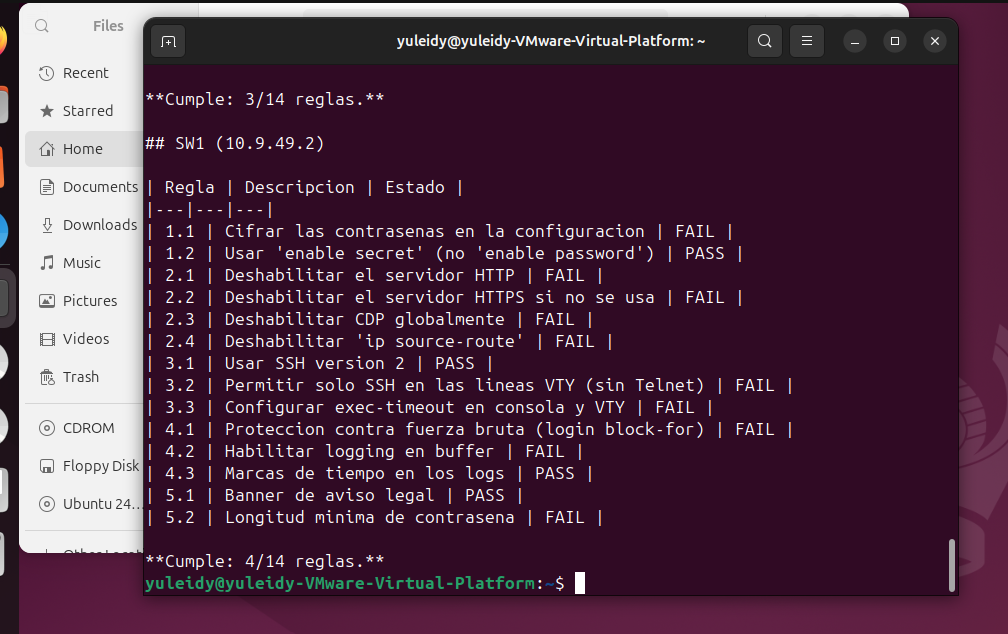 Files
Recent
Starred
Home
Documents
Downloads
Music
Pictures
Videos
Trash
CDROM
Floppy Disk
Ubuntu 24...
yuleidy@yuleidy-VMware-Virtual-Platform: ~
**Cumple: 3/14 reglas.**
## SW1 (10.9.49.2)
| Regla | Descripcion | Estado |
|---|---|---|
| 1.1 | Cifrar las contrasenas en la configuracion | FAIL |
| 1.2 | Usar 'enable secret' (no 'enable password') | PASS |
| 2.1 | Deshabilitar el servidor HTTP | FAIL |
| 2.2 | Deshabilitar el servidor HTTPS si no se usa | FAIL |
| 2.3 | Deshabilitar CDP globalmente | FAIL |
| 2.4 | Deshabilitar 'ip source-route' | FAIL |
| 3.1 | Usar SSH version 2 | PASS |
| 3.2 | Permitir solo SSH en las lineas VTY (sin Telnet) | FAIL |
| 3.3 | Configurar exec-timeout en consola y VTY | FAIL |
| 4.1 | Proteccion contra fuerza bruta (login block-for) | FAIL |
| 4.2 | Habilitar logging en buffer | FAIL |
| 4.3 | Marcas de tiempo en los logs | PASS |
| 5.1 | Banner de aviso legal | PASS |
| 5.2 | Longitud minima de contrasena | FAIL |
**Cumple: 4/14 reglas.**
yuleidy@yuleidy-VMware-Virtual-Platform:~$